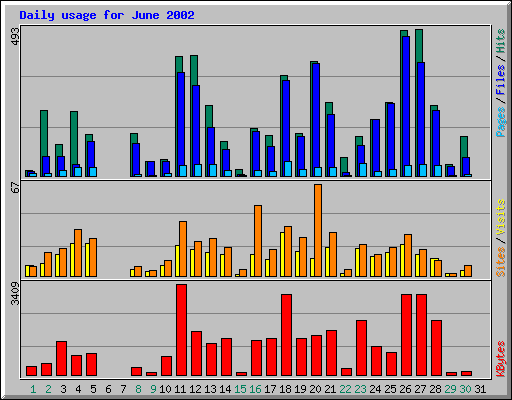 Daily usage for June 2002
493
Pages / Files / Hits
67
Sites / Visits
3409
KBytes
1 2 3 4 5 6 7 8 9 10 11 12 13 14 15 16 17 18 19 20 21 22 23 24 25 26 27 28 29 30 31